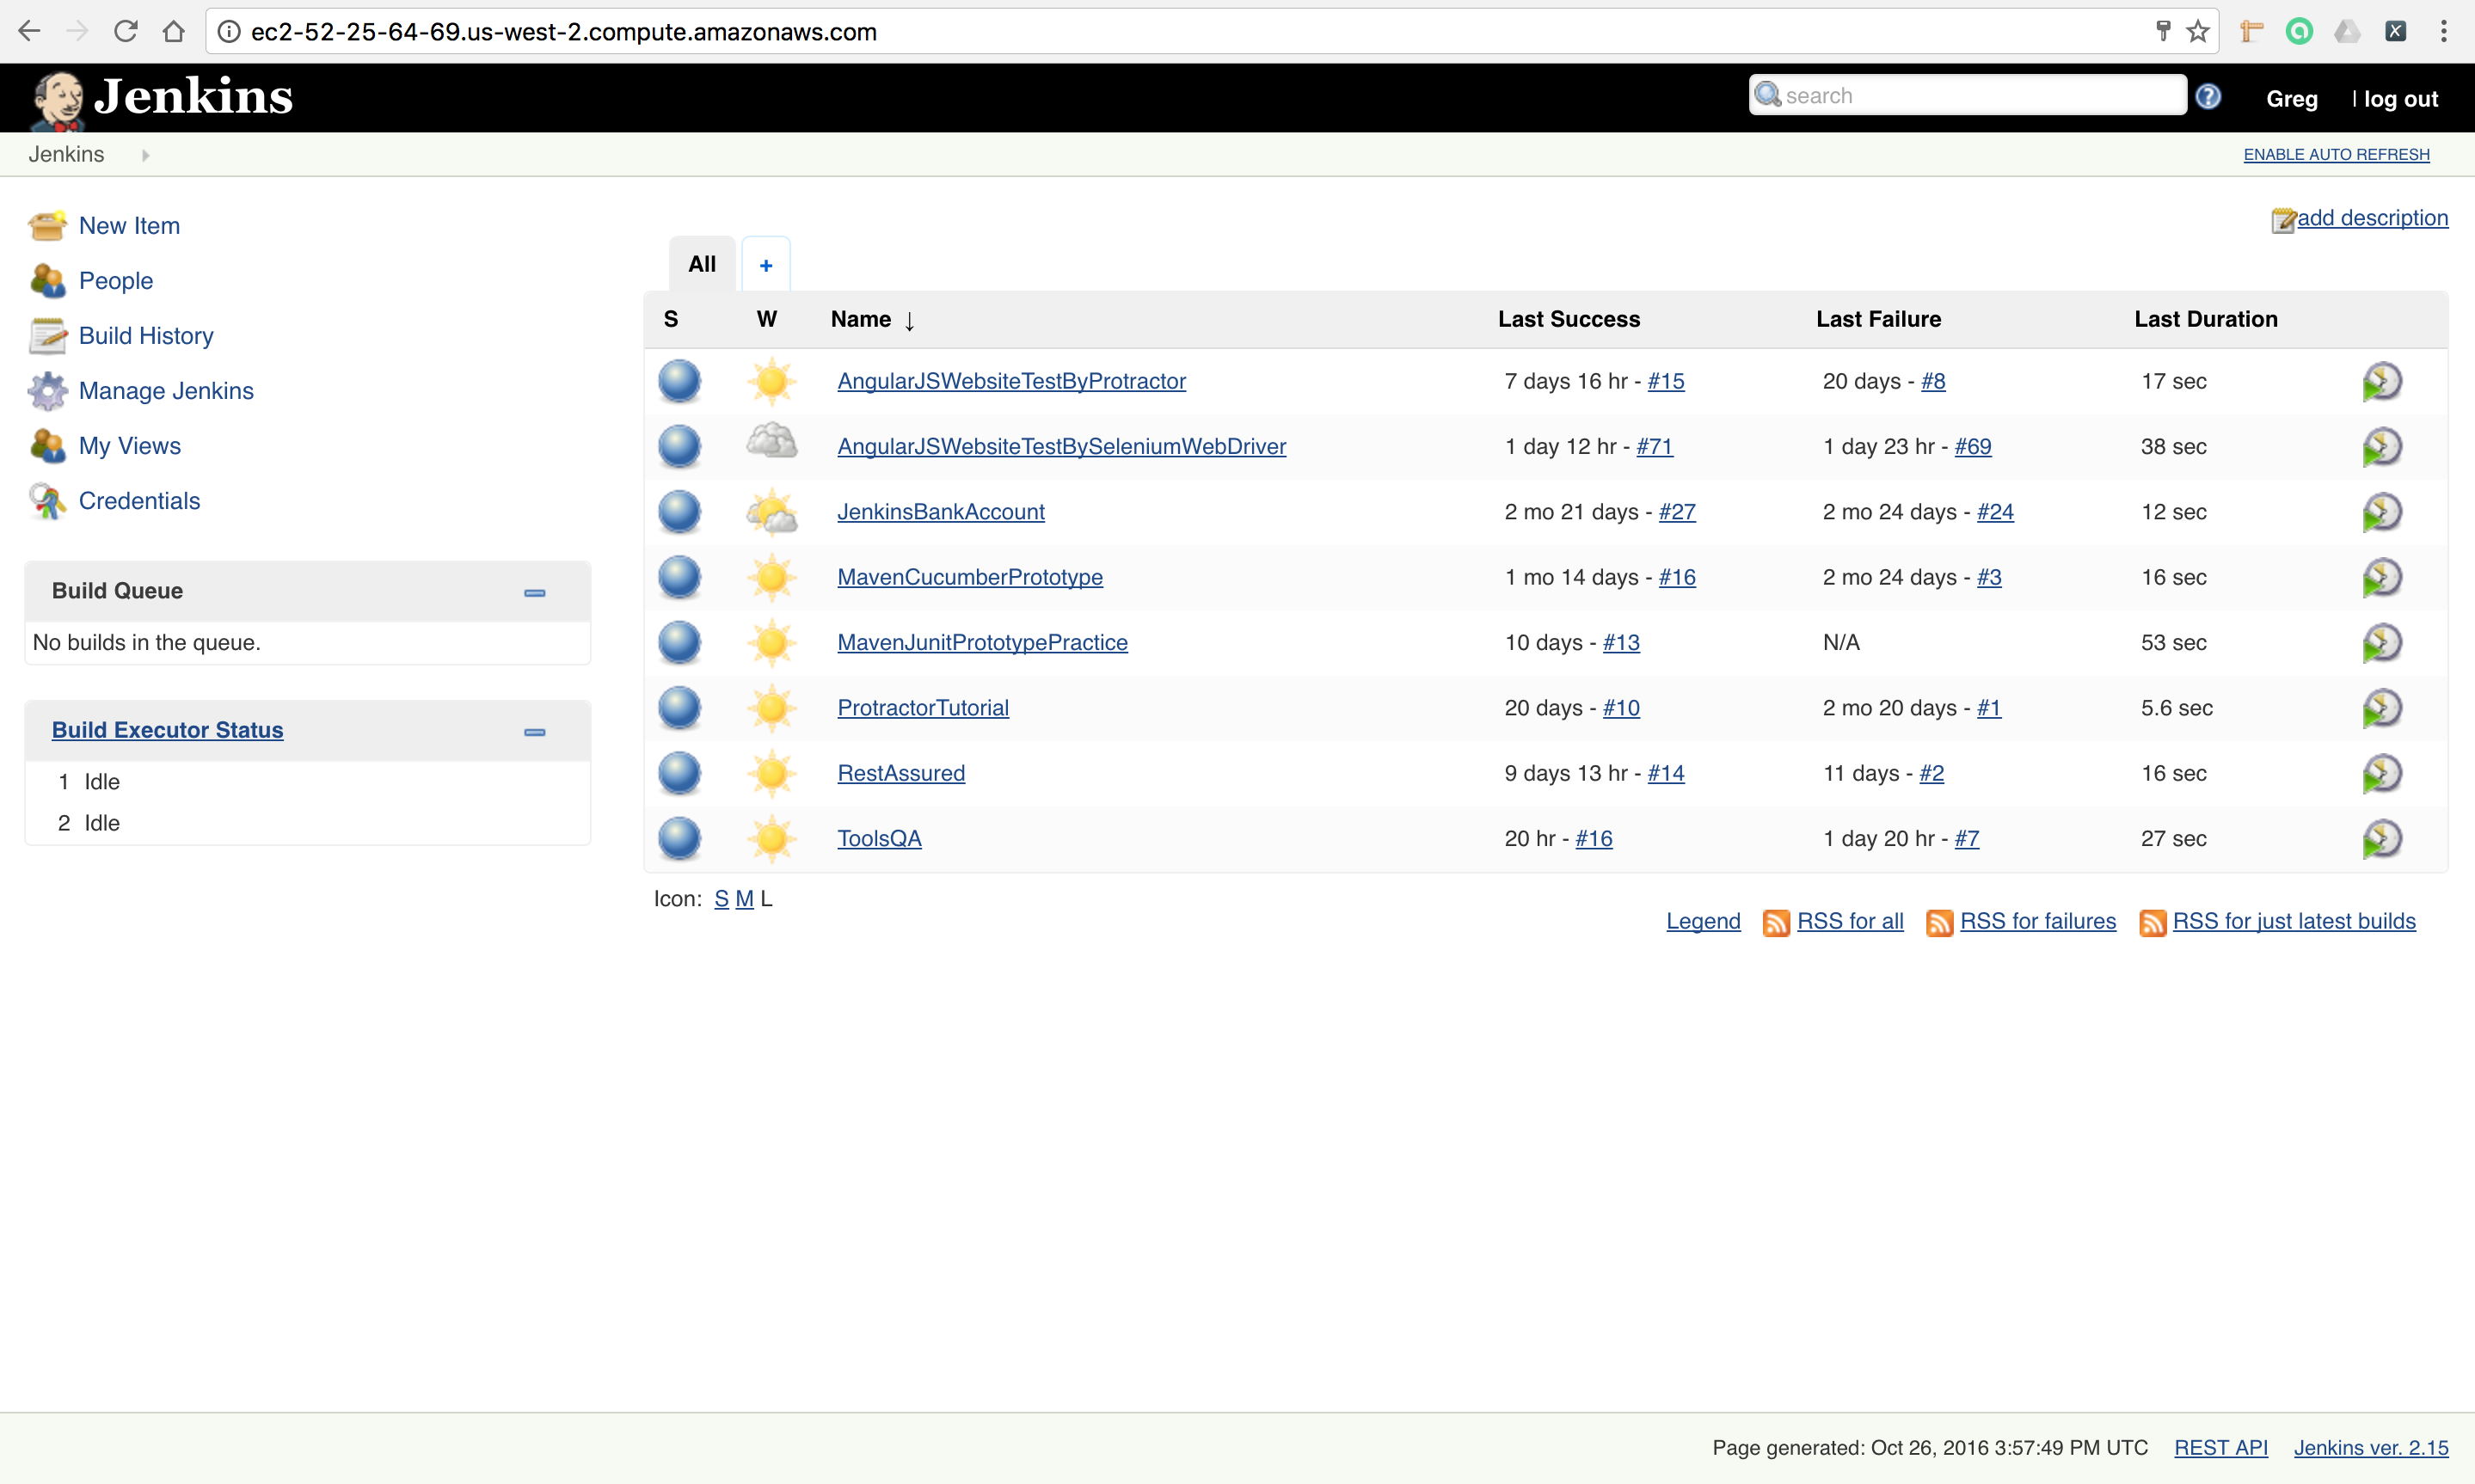 ec2-52-25-64-69.us-west-2.compute.amazonaws.com
Jenkins search Greg | log out
Jenkins ENABLE AUTO REFRESH
add description
New Item
People
Build History
Manage Jenkins
My Views
Credentials
Build Queue
No builds in the queue.
Build Executor Status
1 Idle
2 Idle
All +
S W Name ↓ Last Success Last Failure Last Duration
AngularJSWebsiteTestByProtractor 7 days 16 hr - #15 20 days - #8 17 sec
AngularJSWebsiteTestBySeleniumWebDriver 1 day 12 hr - #71 1 day 23 hr - #69 38 sec
JenkinsBankAccount 2 mo 21 days - #27 2 mo 24 days - #24 12 sec
MavenCucumberPrototype 1 mo 14 days - #16 2 mo 24 days - #3 16 sec
MavenJunitPrototypePractice 10 days - #13 N/A 53 sec
ProtractorTutorial 20 days - #10 2 mo 20 days - #1 5.6 sec
RestAssured 9 days 13 hr - #14 11 days - #2 16 sec
ToolsQA 20 hr - #16 1 day 20 hr - #7 27 sec
Icon: S M L
Legend RSS for all RSS for failures RSS for just latest builds
Page generated: Oct 26, 2016 3:57:49 PM UTC REST API Jenkins ver. 2.15